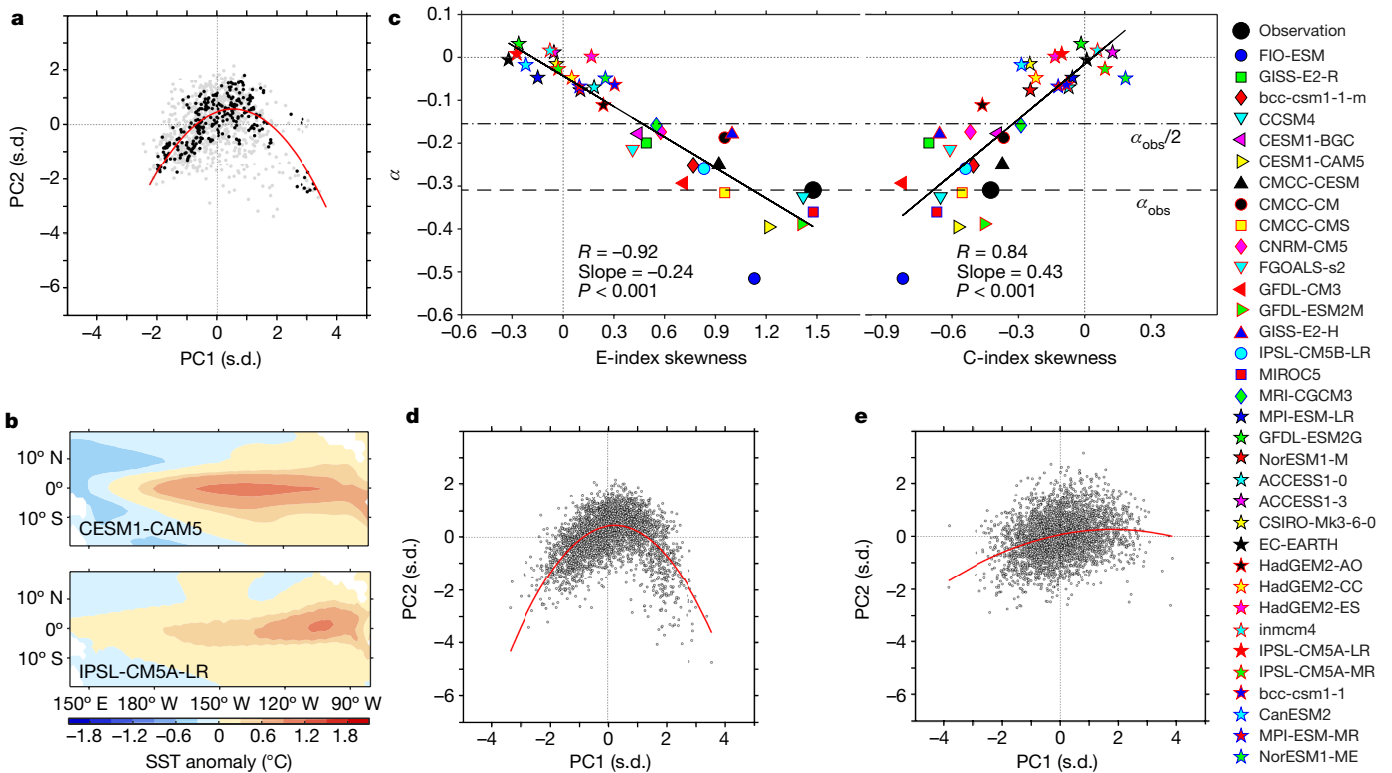 a
PC2 (s.d.)
2
0
−2
−4
−6
−4
−2
0
2
4
PC1 (s.d.)
c
α
0.1
0
−0.1
−0.2
−0.3
−0.4
−0.5
−0.6
R = −0.92
Slope = −0.24
P < 0.001
−0.6
−0.3
0
0.3
0.6
0.9
1.2
1.5
E-index skewness
αobs/2
αobs
R = 0.84
Slope = 0.43
P < 0.001
−0.9
−0.6
−0.3
0
0.3
C-index skewness
Observation
FIO-ESM
GISS-E2-R
bcc-csm1-1-m
CCSM4
CESM1-BGC
CESM1-CAM5
CMCC-CESM
CMCC-CM
CMCC-CMS
CNRM-CM5
FGOALS-s2
GFDL-CM3
GFDL-ESM2M
GISS-E2-H
IPSL-CM5B-LR
MIROC5
MRI-CGCM3
MPI-ESM-LR
GFDL-ESM2G
NorESM1-M
ACCESS1-0
ACCESS1-3
CSIRO-Mk3-6-0
EC-EARTH
HadGEM2-AO
HadGEM2-CC
HadGEM2-ES
inmcm4
IPSL-CM5A-LR
IPSL-CM5A-MR
bcc-csm1-1
CanESM2
MPI-ESM-MR
NorESM1-ME
b
10° N
0°
10° S
CESM1-CAM5
10° N
0°
10° S
IPSL-CM5A-LR
150° E 180° W 150° W 120° W 90° W
−1.8 −1.2 −0.6 0 0.6 1.2 1.8
SST anomaly (°C)
d
PC2 (s.d.)
2
0
−2
−4
−6
−4
−2
0
2
4
PC1 (s.d.)
e
PC2 (s.d.)
2
0
−2
−4
−6
−4
−2
0
2
4
PC1 (s.d.)